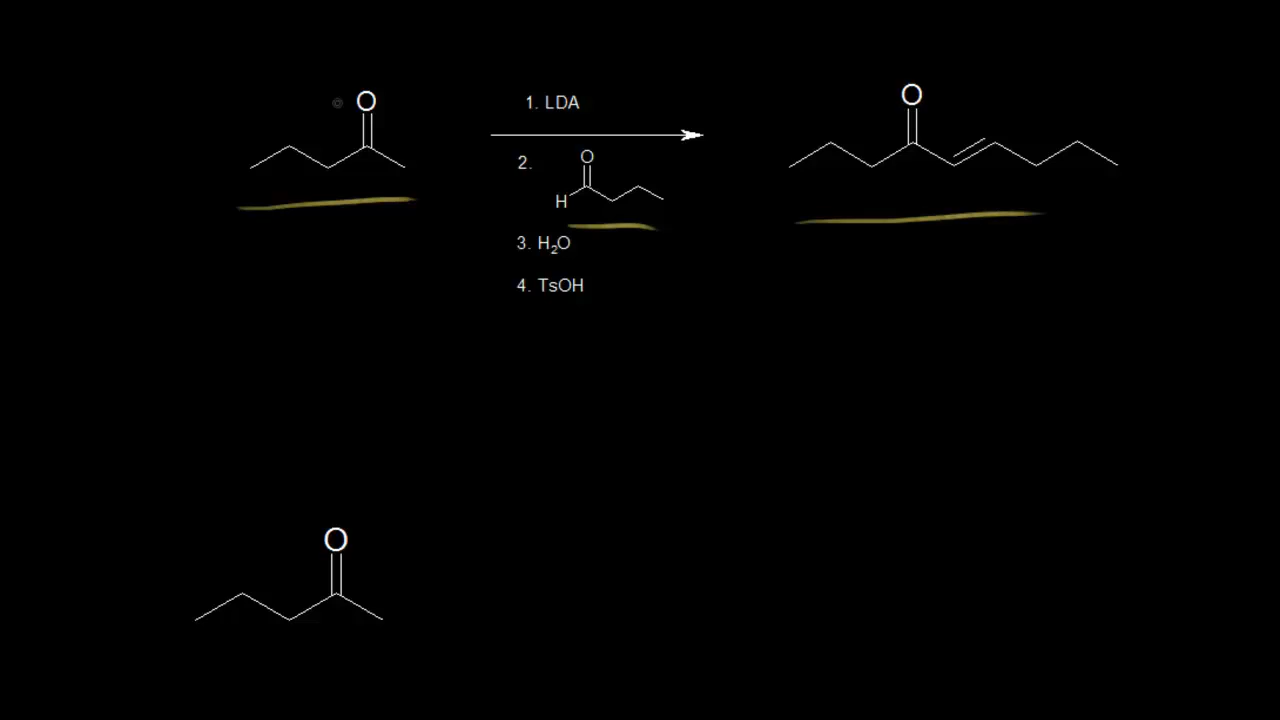 O
1. LDA
O
2.
O
H
3. H₂O
4. TsOH
O